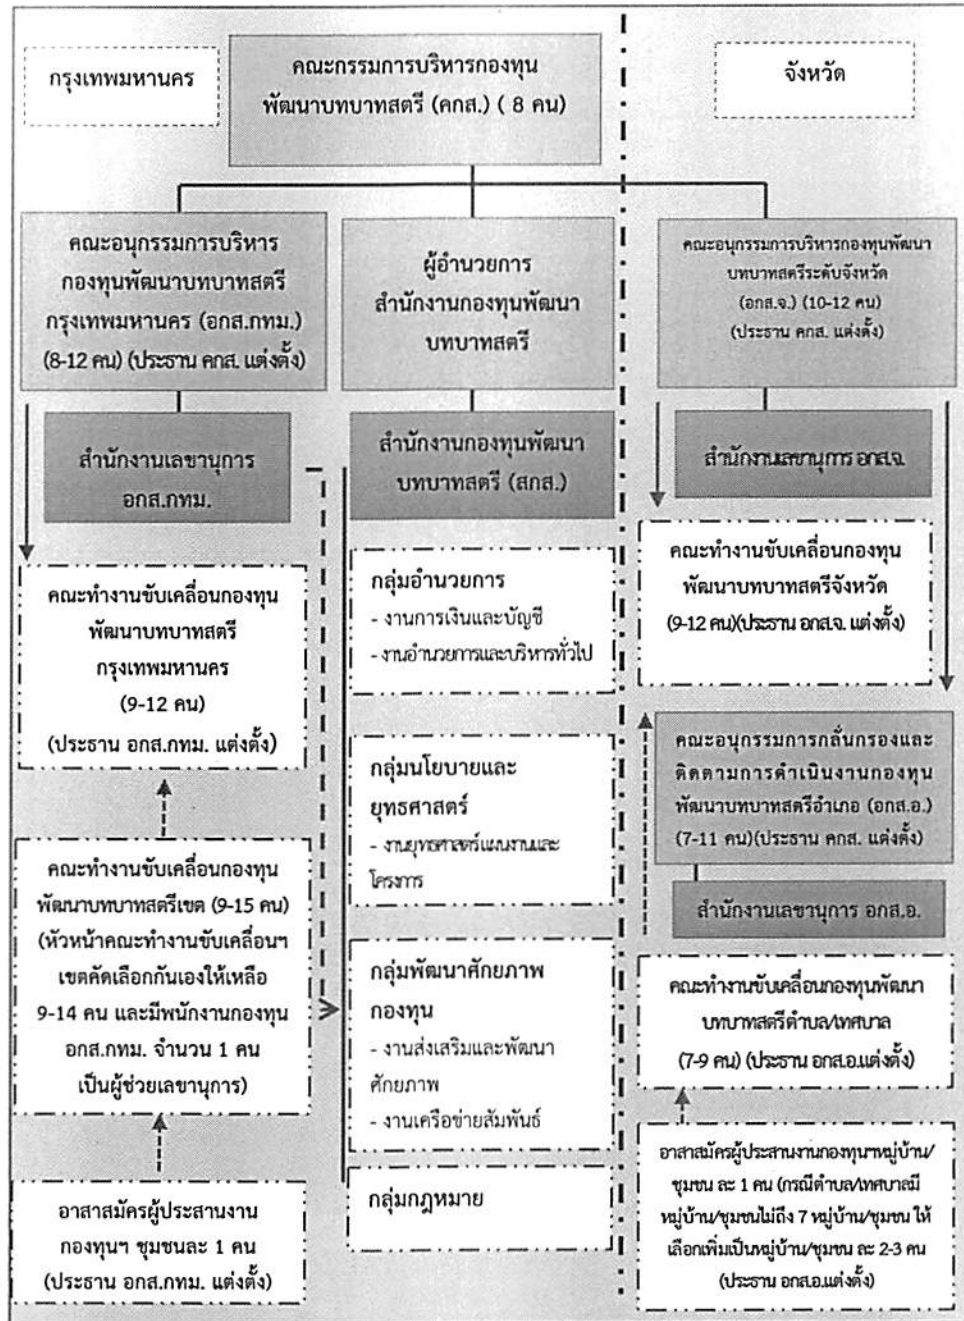 กรุงเทพมหานคร
คณะกรรมการบริหารกองทุน
พัฒนาบทบาทสตรี (คกส.) ( 8 คน)
จังหวัด
คณะอนุกรรมการบริหาร
กองทุนพัฒนาบทบาทสตรี
กรุงเทพมหานคร (อกส.กทม.)
(8-12 คน) (ประธาน คกส. แต่งตั้ง)
สำนักงานเลขานุการ
อกส.กทม.
คณะทำงานขับเคลื่อนกองทุน
พัฒนาบทบาทสตรี
กรุงเทพมหานคร
(9-12 คน)
(ประธาน อกส.กทม. แต่งตั้ง)
คณะทำงานขับเคลื่อนกองทุน
พัฒนาบทบาทสตรีเขต (9-15 คน)
(หัวหน้าคณะทำงานขับเคลื่อนฯ
เขตคัดเลือกกันเองให้เหลือ
9-14 คน และมีพนักงานกองทุน
อกส.กทม. จำนวน 1 คน
เป็นผู้ช่วยเลขานุการ)
อาสาสมัครผู้ประสานงาน
กองทุนฯ ชุมชนละ 1 คน
(ประธาน อกส.กทม. แต่งตั้ง)
ผู้อำนวยการ
สำนักงานกองทุนพัฒนา
บทบาทสตรี
สำนักงานกองทุนพัฒนา
บทบาทสตรี (สกส.)
กลุ่มอำนวยการ
- งานการเงินและบัญชี
- งานอำนวยการและบริหารทั่วไป
กลุ่มนโยบายและ
ยุทธศาสตร์
- งานยุทธศาสตร์แผนงานและ
โครงการ
กลุ่มพัฒนาศักยภาพ
กองทุน
- งานส่งเสริมและพัฒนา
ศักยภาพ
- งานเครือข่ายสัมพันธ์
กลุ่มกฎหมาย
คณะอนุกรรมการบริหารกองทุนพัฒนา
บทบาทสตรีระดับจังหวัด
(อกส.จ.) (10-12 คน)
(ประธาน คกส. แต่งตั้ง)
สำนักงานเลขานุการ อกส.จ.
คณะทำงานขับเคลื่อนกองทุน
พัฒนาบทบาทสตรีจังหวัด
(9-12 คน)(ประธาน อกส.จ. แต่งตั้ง)
คณะอนุกรรมการกลั่นกรองและ
ติดตามการดำเนินงานกองทุน
พัฒนาบทบาทสตรีอำเภอ (อกส.อ.)
(7-11 คน)(ประธาน คกส. แต่งตั้ง)
สำนักงานเลขานุการ อกส.อ.
คณะทำงานขับเคลื่อนกองทุนพัฒนา
บทบาทสตรีตำบล/เทศบาล
(7-9 คน) (ประธาน อกส.อ.แต่งตั้ง)
อาสาสมัครผู้ประสานงานกองทุนฯหมู่บ้าน/
ชุมชน ละ 1 คน (กรณีตำบล/เทศบาลมี
หมู่บ้าน/ชุมชนไม่ถึง 7 หมู่บ้าน/ชุมชน ให้
เลือกเพิ่มเป็นหมู่บ้าน/ชุมชน ละ 2-3 คน
(ประธาน อกส.อ.แต่งตั้ง)